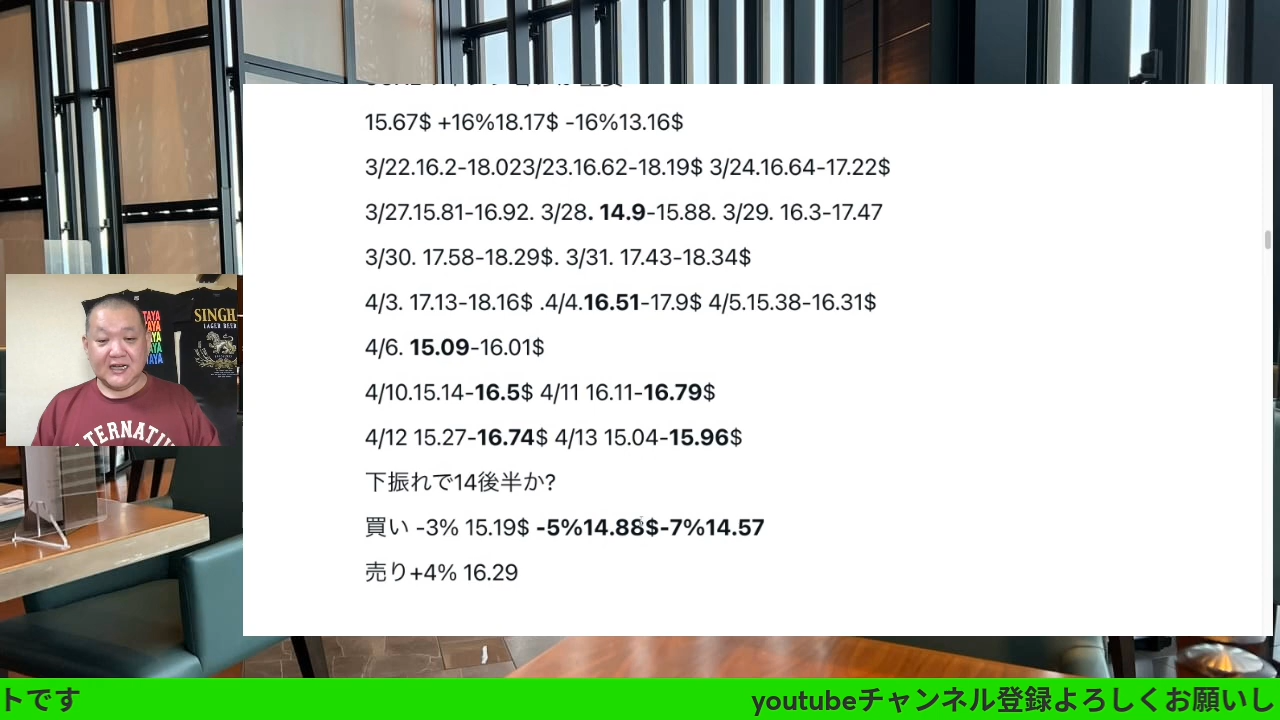 15.67$ +16%18.17$ -16%13.16$
3/22.16.2-18.023/23.16.62-18.19$ 3/24.16.64-17.22$
3/27.15.81-16.92. 3/28. 14.9-15.88. 3/29. 16.3-17.47
3/30. 17.58-18.29$. 3/31. 17.43-18.34$
4/3. 17.13-18.16$ .4/4.16.51-17.9$ 4/5.15.38-16.31$
4/6. 15.09-16.01$
4/10.15.14-16.5$ 4/11 16.11-16.79$
4/12 15.27-16.74$ 4/13 15.04-15.96$
下振れで14後半か?
買い -3% 15.19$ -5%14.88$-7%14.57
売り+4% 16.29
TAYA
TAYA
TAYA
TAYA
TAYA
SINGH
LAGER BEER
LTERNATIV
トです youtubeチャンネル登録よろしくお願いし